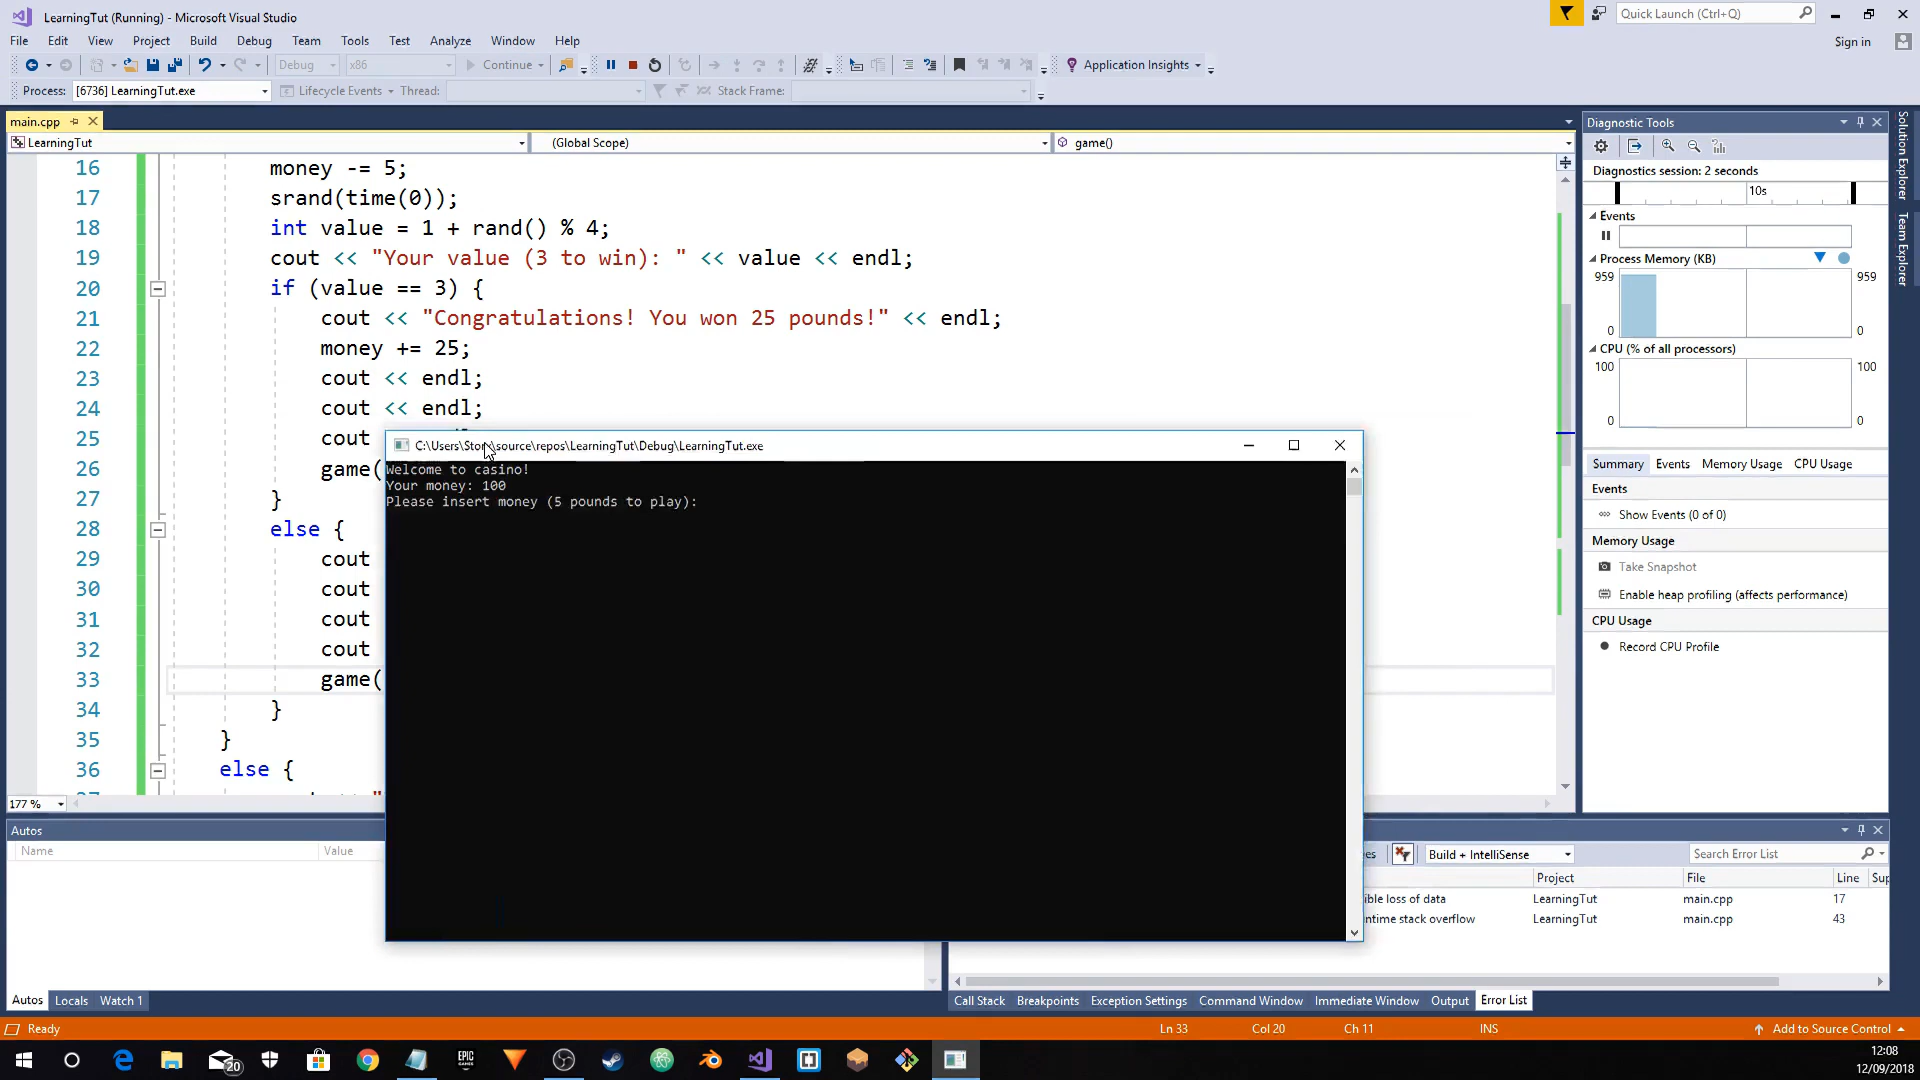 LearningTut (Running) - Microsoft Visual Studio
Quick Launch (Ctrl+Q)
File Edit View Project Build Debug Team Tools Test Analyze Window Help
Sign in
Debug x86 Continue Application Insights
Process: [6736] LearningTut.exe Lifecycle Events Thread: Stack Frame:
main.cpp
LearningTut (Global Scope) game()
16 money -= 5;
17 srand(time(0));
18 int value = 1 + rand() % 4;
19 cout << "Your value (3 to win): " << value << endl;
20 if (value == 3) {
21 cout << "Congratulations! You won 25 pounds!" << endl;
22 money += 25;
23 cout << endl;
24 cout << endl;
25 cout
26 game(
27 }
28 else {
29 cout
30 cout
31 cout
32 cout
33 game(
34 }
35 }
36 else {
177 %
C:\Users\Stor\source\repos\LearningTut\Debug\LearningTut.exe
Welcome to casino!
Your money: 100
Please insert money (5 pounds to play):
Diagnostic Tools
Diagnostics session: 2 seconds
10s
Events
Process Memory (KB)
959 959
0 0
CPU (% of all processors)
100 100
0 0
Summary Events Memory Usage CPU Usage
Events
Show Events (0 of 0)
Memory Usage
Take Snapshot
Enable heap profiling (affects performance)
CPU Usage
Record CPU Profile
Solution Explorer
Team Explorer
Autos
Name Value
Autos Locals Watch 1
es Build + IntelliSense Search Error List
Project File Line Sup
ible loss of data LearningTut main.cpp 17
ntime stack overflow LearningTut main.cpp 43
Call Stack Breakpoints Exception Settings Command Window Immediate Window Output Error List
Ready Ln 33 Col 20 Ch 11 INS Add to Source Control
20
EPIC GAMES
12:08
12/09/2018